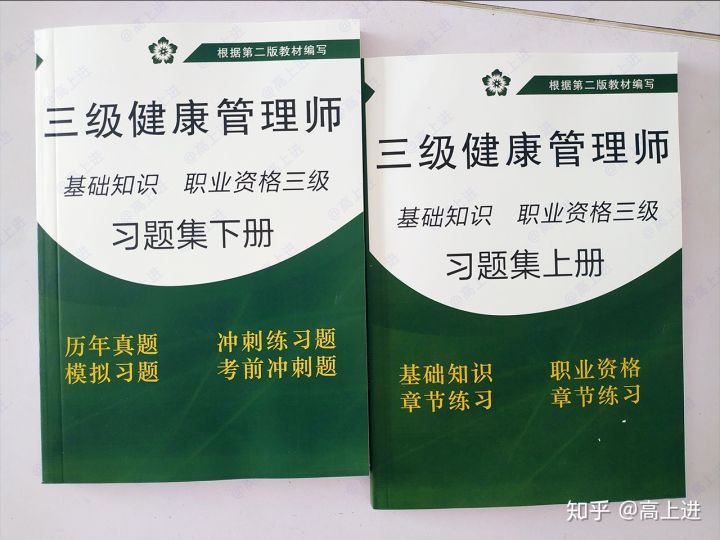 根据第二版教材编写
三级健康管理师
基础知识 职业资格三级
习题集下册
历年真题 冲刺练习题
模拟习题 考前冲刺题
根据第二版教材编写
三级健康管理师
基础知识 职业资格三级
习题集上册
基础知识 职业资格
章节练习 章节练习
知乎 @高上进